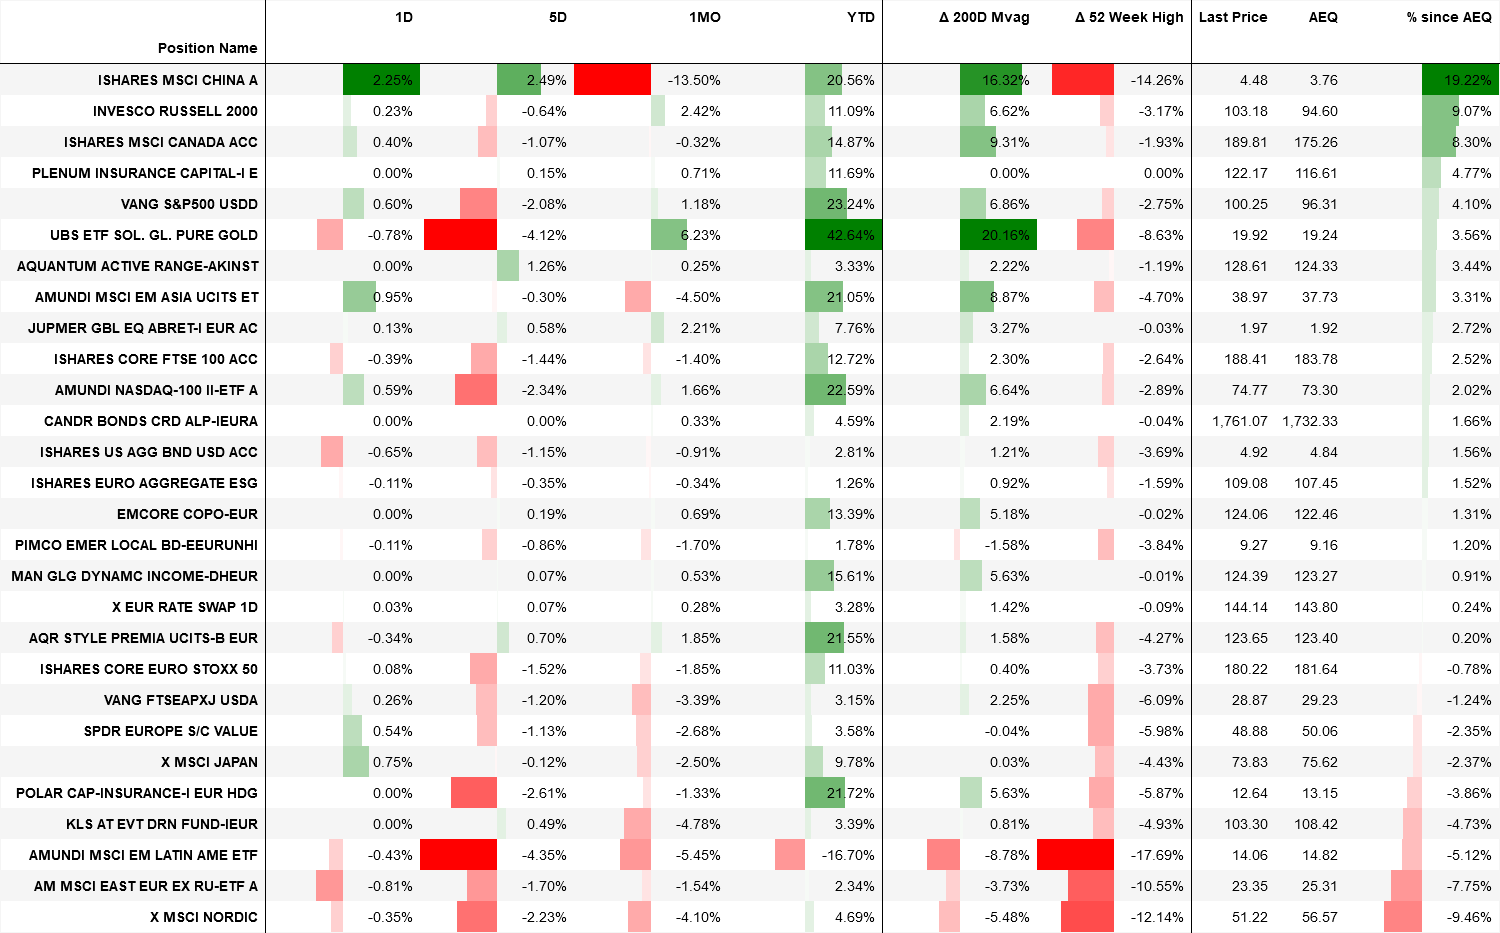 1D 5D 1MO YTD Δ 200D Mvag Δ 52 Week High Last Price AEQ % since AEQ
Position Name
ISHARES MSCI CHINA A 2.25% 2.49% -13.50% 20.56% 16.32% -14.26% 4.48 3.76 19.22%
INVESCO RUSSELL 2000 0.23% -0.64% 2.42% 11.09% 6.62% -3.17% 103.18 94.60 9.07%
ISHARES MSCI CANADA ACC 0.40% -1.07% -0.32% 14.87% 9.31% -1.93% 189.81 175.26 8.30%
PLENUM INSURANCE CAPITAL-I E 0.00% 0.15% 0.71% 11.69% 0.00% 0.00% 122.17 116.61 4.77%
VANG S&P500 USDD 0.60% -2.08% 1.18% 23.24% 6.86% -2.75% 100.25 96.31 4.10%
UBS ETF SOL. GL. PURE GOLD -0.78% -4.12% 6.23% 42.64% 20.16% -8.63% 19.92 19.24 3.56%
AQUANTUM ACTIVE RANGE-AKINST 0.00% 1.26% 0.25% 3.33% 2.22% -1.19% 128.61 124.33 3.44%
AMUNDI MSCI EM ASIA UCITS ET 0.95% -0.30% -4.50% 21.05% 8.87% -4.70% 38.97 37.73 3.31%
JUPMER GBL EQ ABRET-I EUR AC 0.13% 0.58% 2.21% 7.76% 3.27% -0.03% 1.97 1.92 2.72%
ISHARES CORE FTSE 100 ACC -0.39% -1.44% -1.40% 12.72% 2.30% -2.64% 188.41 183.78 2.52%
AMUNDI NASDAQ-100 II-ETF A 0.59% -2.34% 1.66% 22.59% 6.64% -2.89% 74.77 73.30 2.02%
CANDR BONDS CRD ALP-IEURA 0.00% 0.00% 0.33% 4.59% 2.19% -0.04% 1,761.07 1,732.33 1.66%
ISHARES US AGG BND USD ACC -0.65% -1.15% -0.91% 2.81% 1.21% -3.69% 4.92 4.84 1.56%
ISHARES EURO AGGREGATE ESG -0.11% -0.35% -0.34% 1.26% 0.92% -1.59% 109.08 107.45 1.52%
EMCORE COPO-EUR 0.00% 0.19% 0.69% 13.39% 5.18% -0.02% 124.06 122.46 1.31%
PIMCO EMER LOCAL BD-EEURUNHI -0.11% -0.86% -1.70% 1.78% -1.58% -3.84% 9.27 9.16 1.20%
MAN GLG DYNAMC INCOME-DHEUR 0.00% 0.07% 0.53% 15.61% 5.63% -0.01% 124.39 123.27 0.91%
X EUR RATE SWAP 1D 0.03% 0.07% 0.28% 3.28% 1.42% -0.09% 144.14 143.80 0.24%
AQR STYLE PREMIA UCITS-B EUR -0.34% 0.70% 1.85% 21.55% 1.58% -4.27% 123.65 123.40 0.20%
ISHARES CORE EURO STOXX 50 0.08% -1.52% -1.85% 11.03% 0.40% -3.73% 180.22 181.64 -0.78%
VANG FTSEAPXJ USDA 0.26% -1.20% -3.39% 3.15% 2.25% -6.09% 28.87 29.23 -1.24%
SPDR EUROPE S/C VALUE 0.54% -1.13% -2.68% 3.58% -0.04% -5.98% 48.88 50.06 -2.35%
X MSCI JAPAN 0.75% -0.12% -2.50% 9.78% 0.03% -4.43% 73.83 75.62 -2.37%
POLAR CAP-INSURANCE-I EUR HDG 0.00% -2.61% -1.33% 21.72% 5.63% -5.87% 12.64 13.15 -3.86%
KLS AT EVT DRN FUND-IEUR 0.00% 0.49% -4.78% 3.39% 0.81% -4.93% 103.30 108.42 -4.73%
AMUNDI MSCI EM LATIN AME ETF -0.43% -4.35% -5.45% -16.70% -8.78% -17.69% 14.06 14.82 -5.12%
AM MSCI EAST EUR EX RU-ETF A -0.81% -1.70% -1.54% 2.34% -3.73% -10.55% 23.35 25.31 -7.75%
X MSCI NORDIC -0.35% -2.23% -4.10% 4.69% -5.48% -12.14% 51.22 56.57 -9.46%